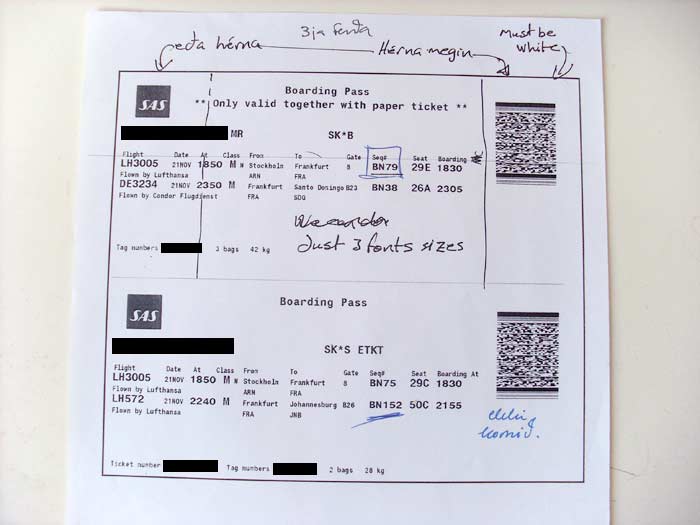 3ja
eða hérna
Hérna megin
must be
white
SAS
Boarding Pass
** Only valid together with paper ticket **
MR SK*B
Flight Date At Class From To Gate Seq# Seat Boarding
LH3005 21NOV 1850 M N Stockholm Frankfurt 8 BN79 29E 1830
Flown by Lufthansa ARN FRA
DE3234 21NOV 2350 M Frankfurt Santo Domingo B23 BN38 26A 2305
Flown by Condor Flugdienst FRA SDQ
Just 3 fonts sizes
Tag numbers 3 bags 42 kg
SAS
Boarding Pass
SK*S ETKT
Flight Date At Class From To Gate Seq# Seat Boarding At
LH3005 21NOV 1850 M N Stockholm Frankfurt 8 BN75 29C 1830
Flown by Lufthansa ARN FRA
LH572 21NOV 2240 M Frankfurt Johannesburg B26 BN152 50C 2155
Flown by Lufthansa FRA JNB
ekki
komið.
Ticket number Tag numbers 2 bags 20 kg